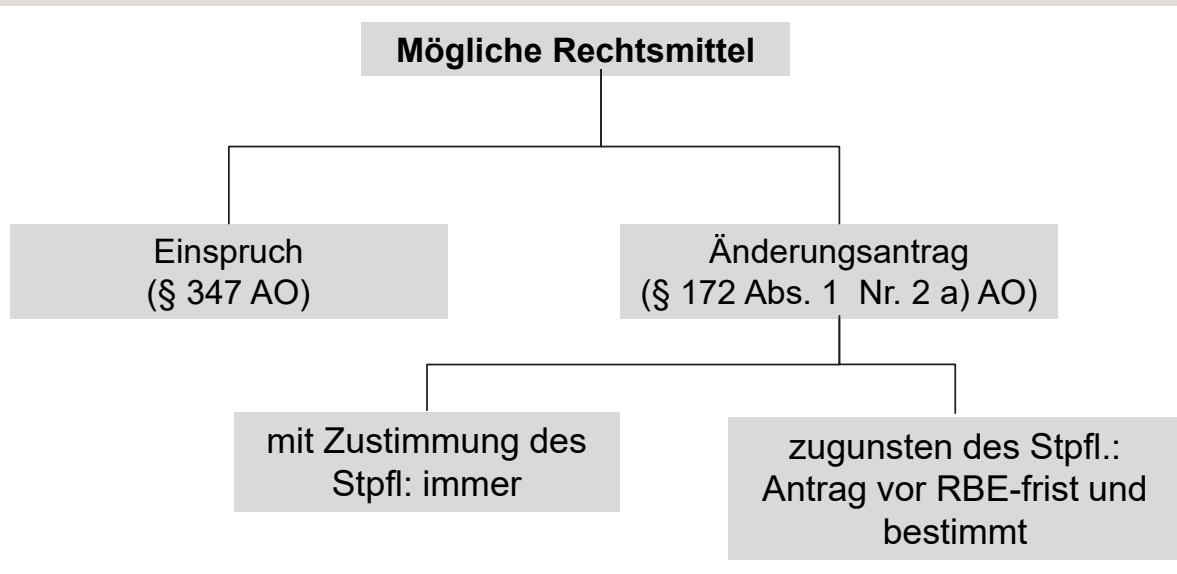 Mögliche Rechtsmittel
Einspruch
(§ 347 AO)
Änderungsantrag
(§ 172 Abs. 1  Nr. 2 a) AO)
mit Zustimmung des
Stpfl: immer
zugunsten des Stpfl.:
Antrag vor RBE-frist und
bestimmt